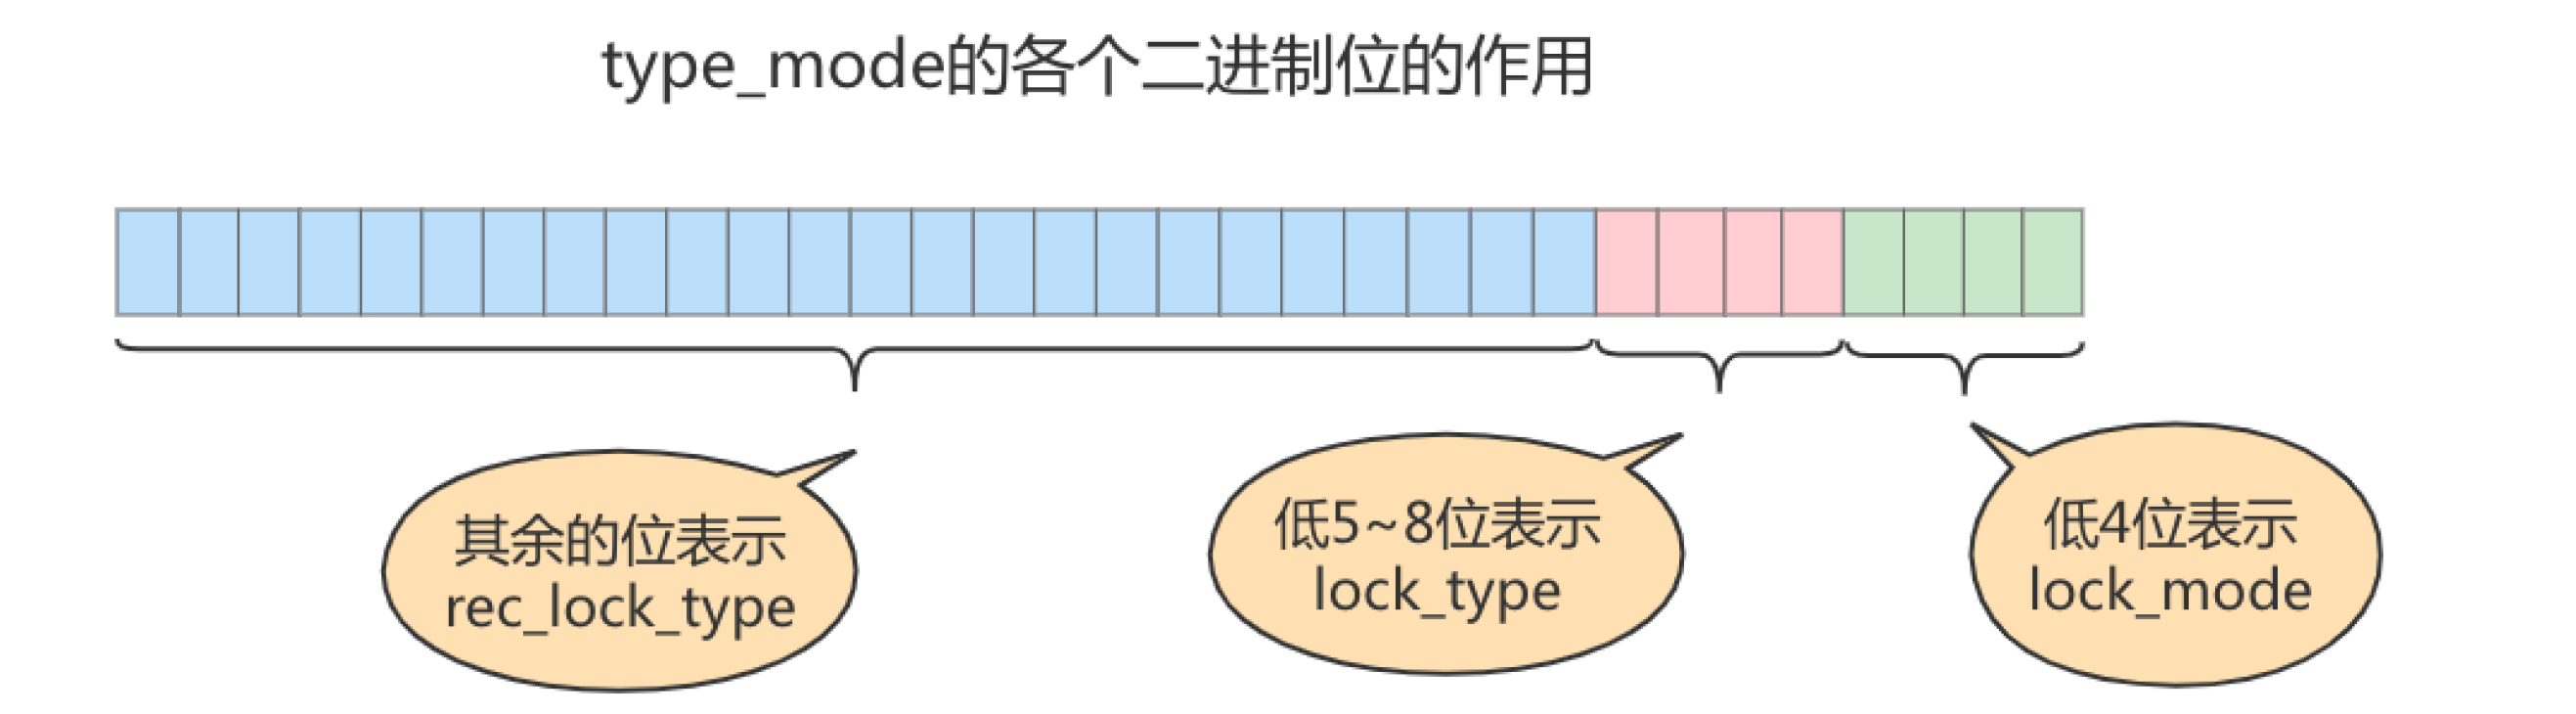 type_mode的各个二进制位的作用
其余的位表示
rec_lock_type
低5~8位表示
lock_type
低4位表示
lock_mode